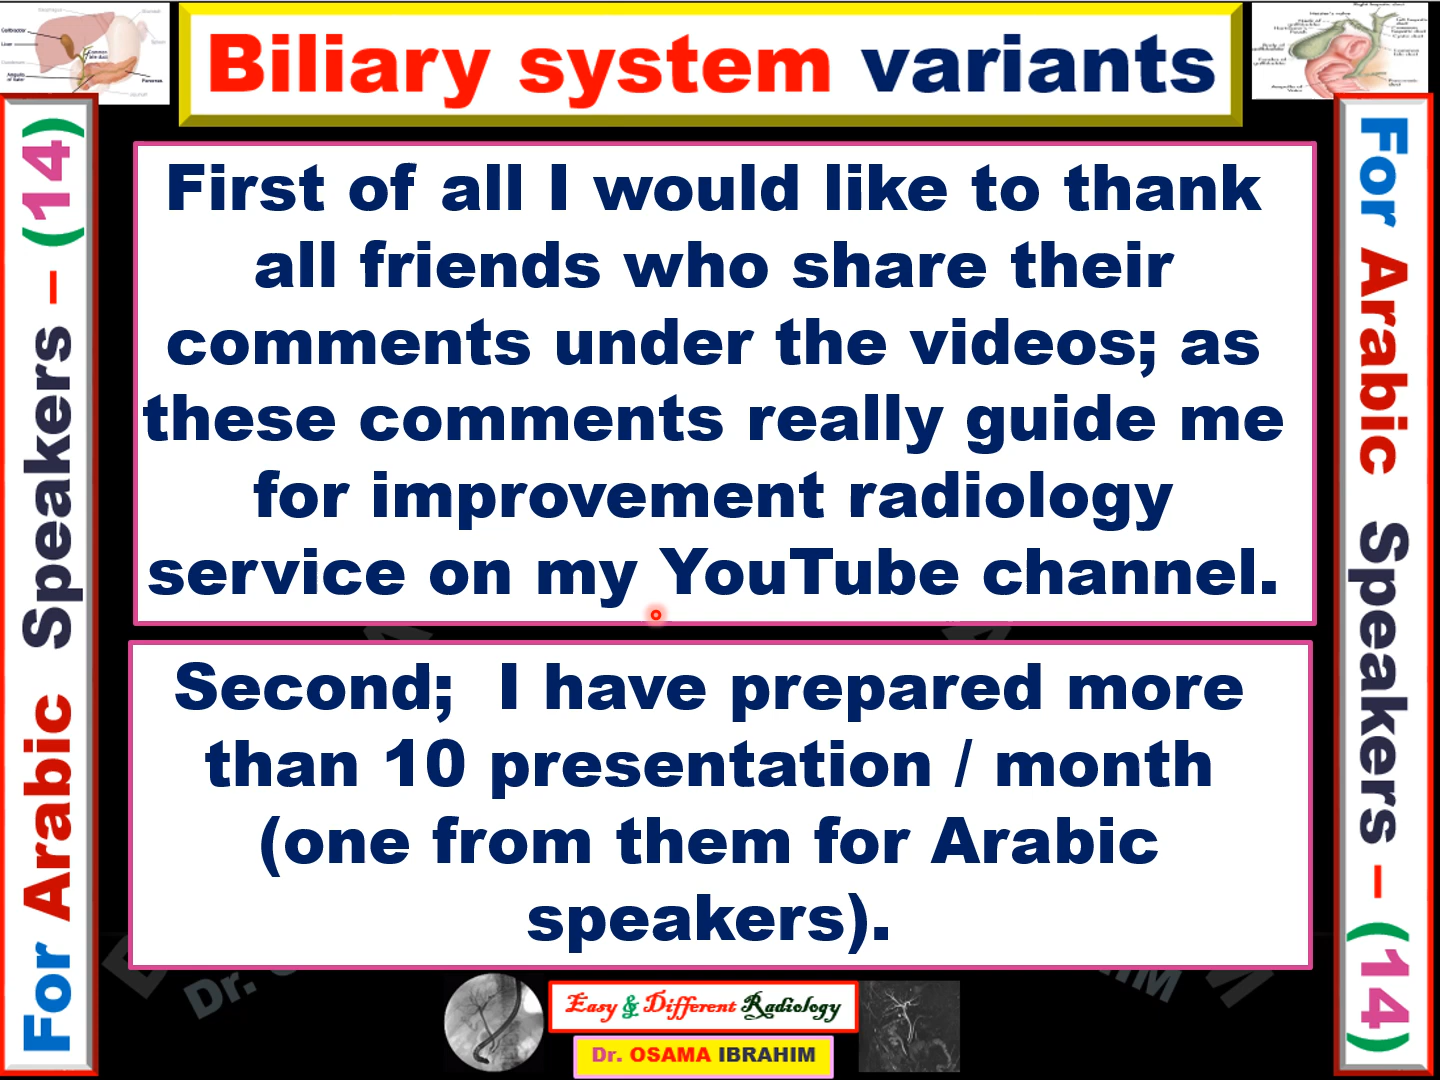 Biliary system variants
For Arabic Speakers – (14)
First of all I would like to thank
all friends who share their
comments under the videos; as
these comments really guide me
for improvement radiology
service on my YouTube channel.
Second; I have prepared more
than 10 presentation / month
(one from them for Arabic
speakers).
For Arabic Speakers – (14)
Easy & Different Radiology
Dr. OSAMA IBRAHIM